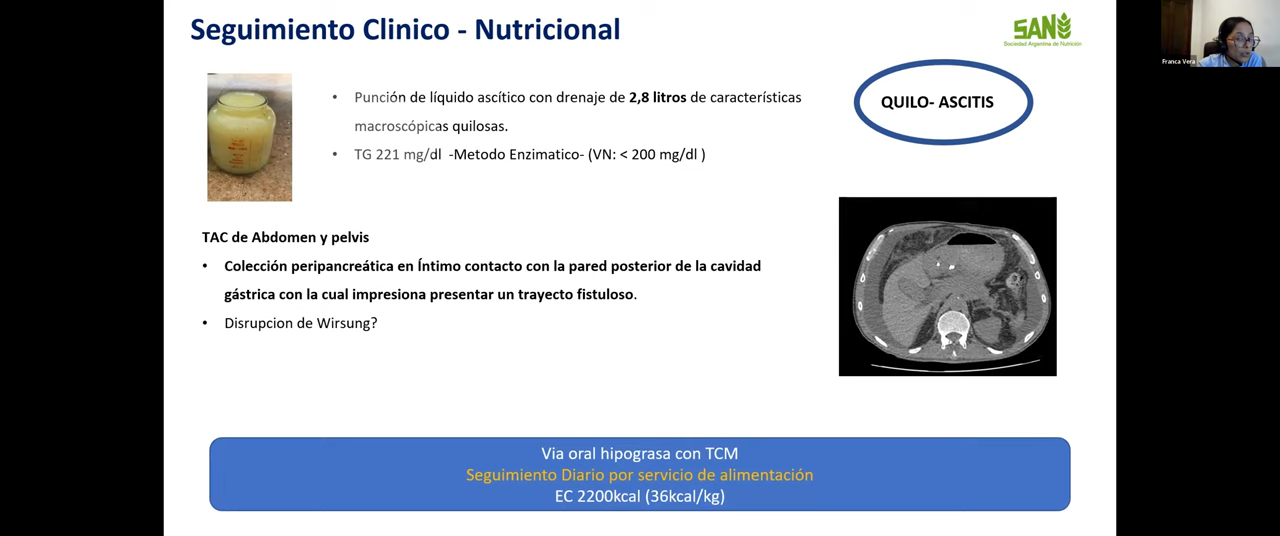 Seguimiento Clinico - Nutricional
SAN
Sociedad Argentina de Nutrición
Franca Vera
Punción de líquido ascítico con drenaje de 2,8 litros de características
macroscópicas quilosas.
TG 221 mg/dl -Metodo Enzimatico- (VN: < 200 mg/dl )
QUILO- ASCITIS
TAC de Abdomen y pelvis
Colección peripancreática en Íntimo contacto con la pared posterior de la cavidad
gástrica con la cual impresiona presentar un trayecto fistuloso.
Disrupcion de Wirsung?
Via oral hipograsa con TCM
Seguimiento Diario por servicio de alimentación
EC 2200kcal (36kcal/kg)